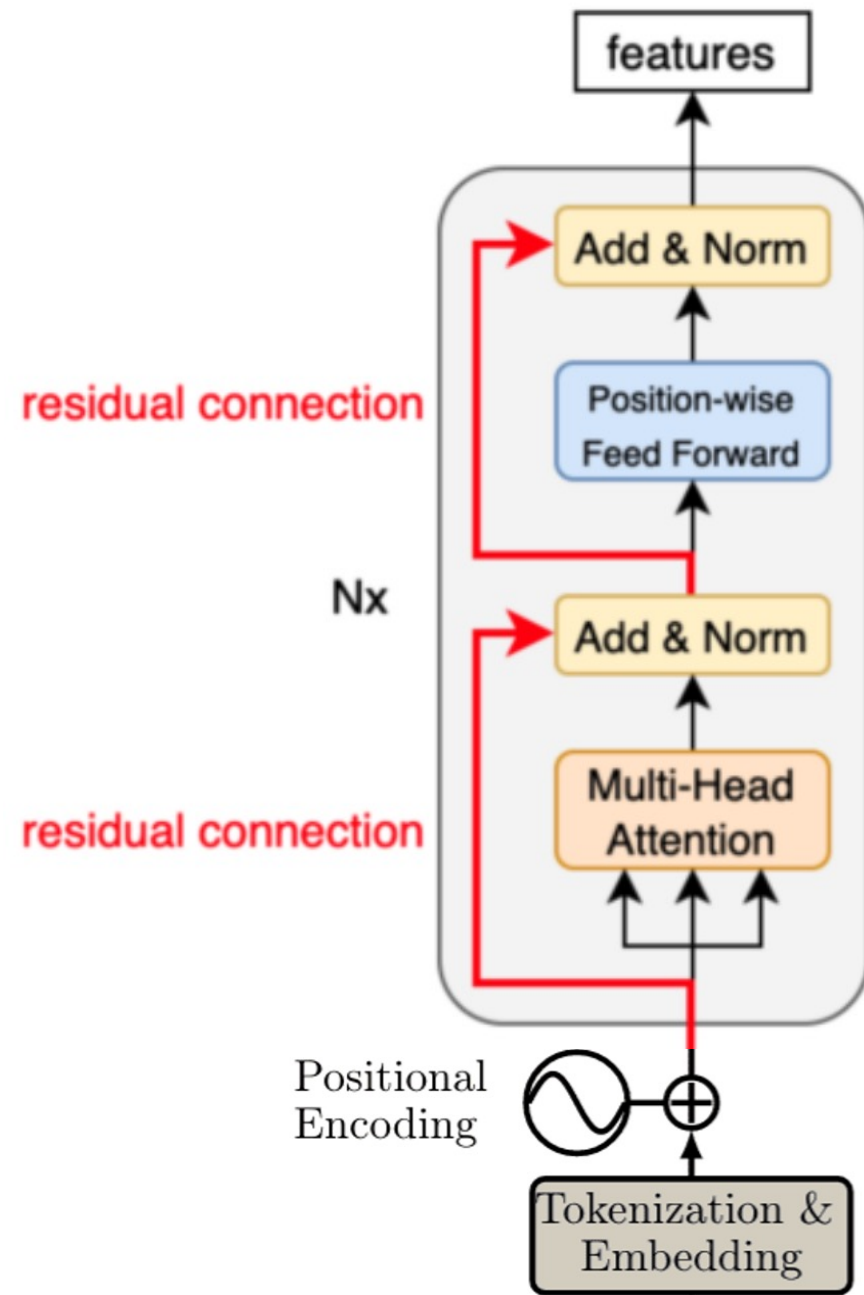 features
Add & Norm
residual connection
Position-wise
Feed Forward
Nx
Add & Norm
residual connection
Multi-Head
Attention
Positional
Encoding
Tokenization &
Embedding